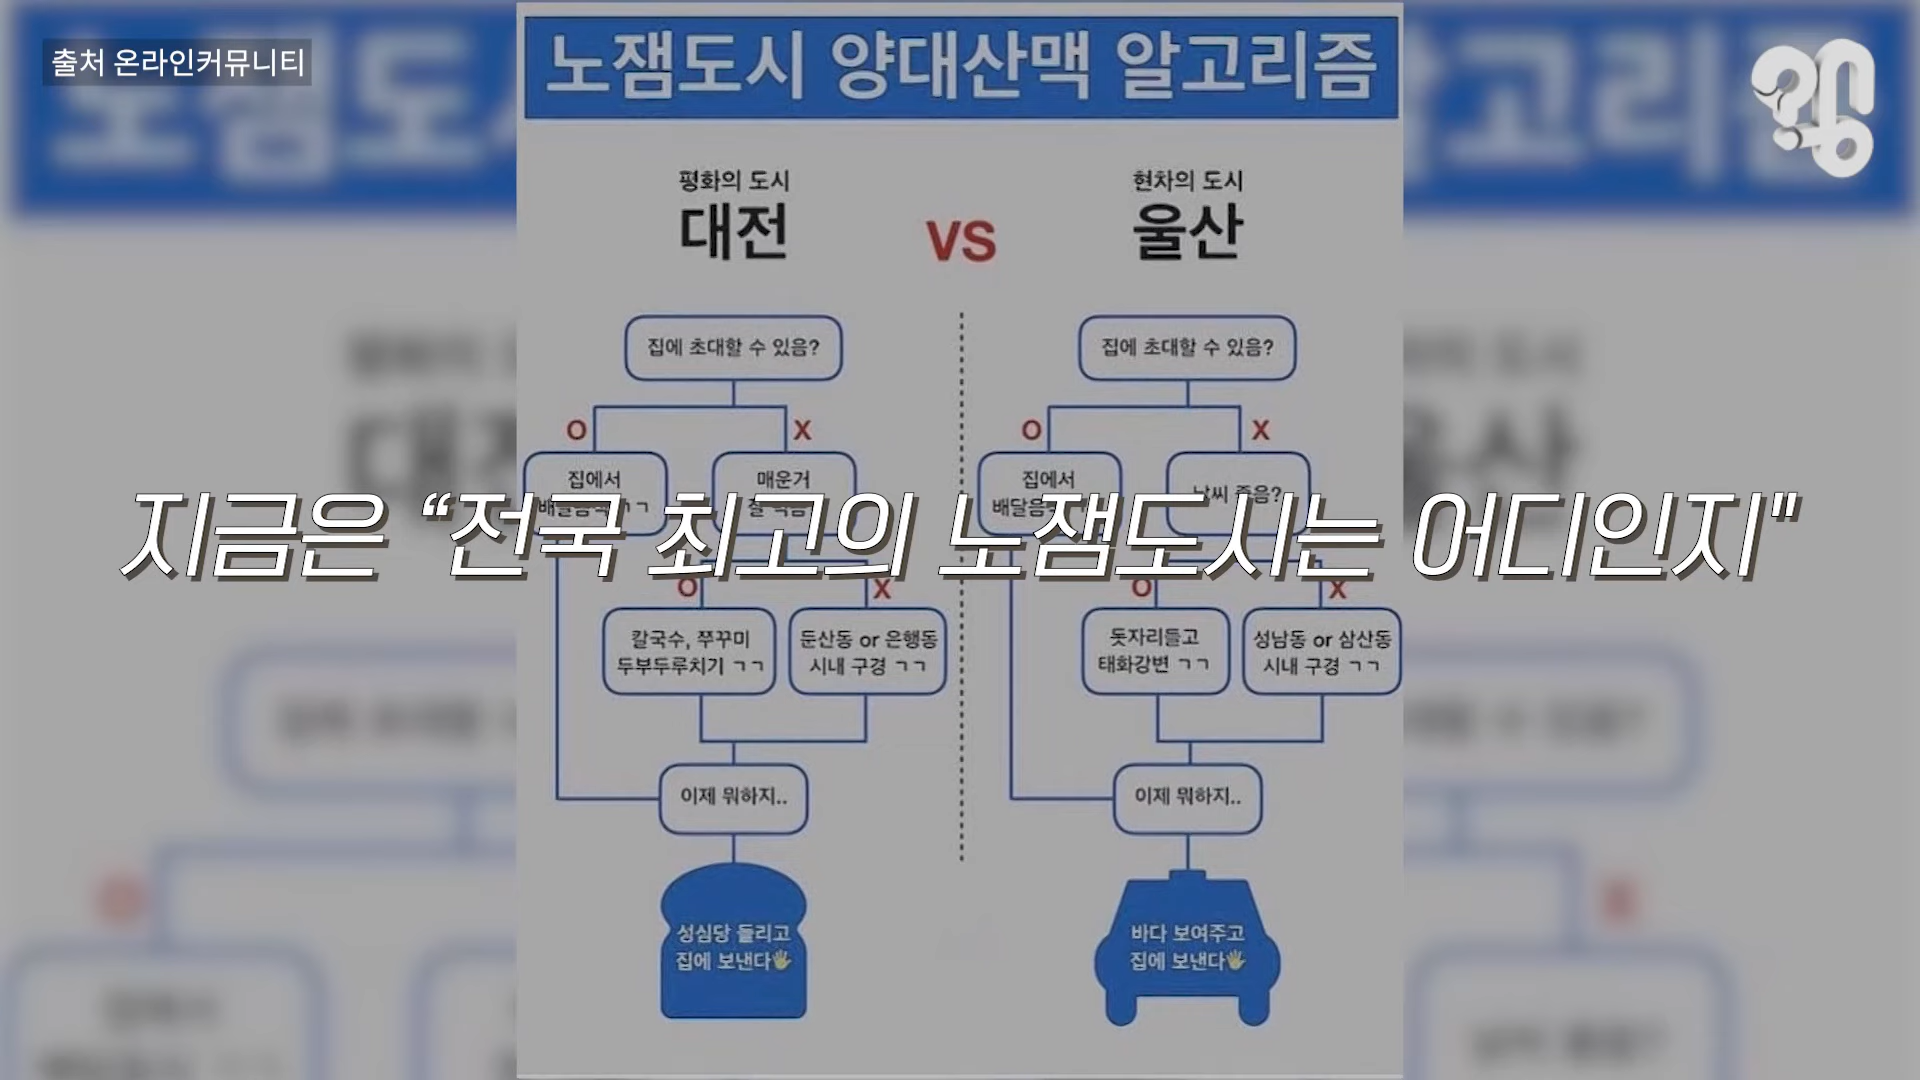 출처 온라인커뮤니티
노잼도시 양대산맥 알고리즘
평화의 도시
대전
VS
현차의 도시
울산
집에 초대할 수 있음?
O
X
집에서
매운거
칼국수, 쭈꾸미
두부두루치기 ㄱㄱ
둔산동 or 은행동
시내 구경 ㄱㄱ
O
X
이제 뭐하지..
성심당 들리고
집에 보낸다🖐
집에 초대할 수 있음?
O
X
집에서
날씨 좋음?
O
X
돗자리들고
태화강변 ㄱㄱ
성남동 or 삼산동
시내 구경 ㄱㄱ
이제 뭐하지..
바다 보여주고
집에 보낸다🖐
지금은 “전국 최고의 노잼도시는 어디인지"